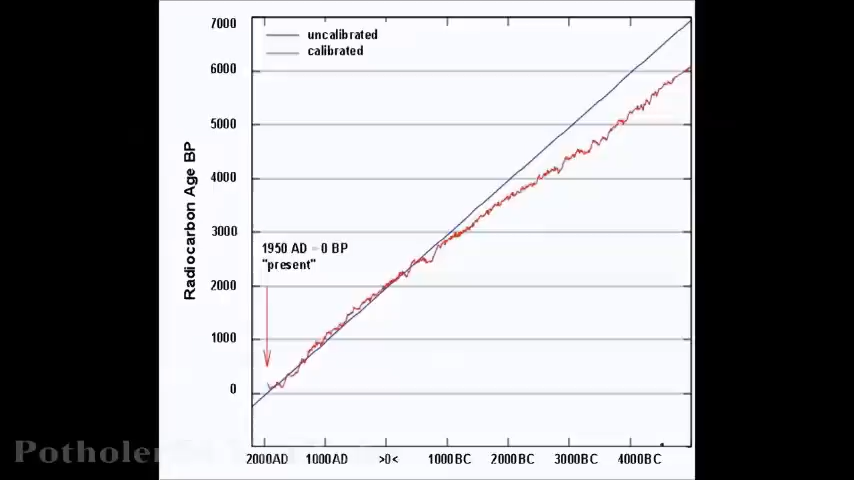 7000
uncalibrated
calibrated
6000
5000
4000
3000
2000
1000
0
Radiocarbon Age BP
1950 AD = 0 BP
"present"
2000AD 1000AD >0< 1000BC 2000BC 3000BC 4000BC